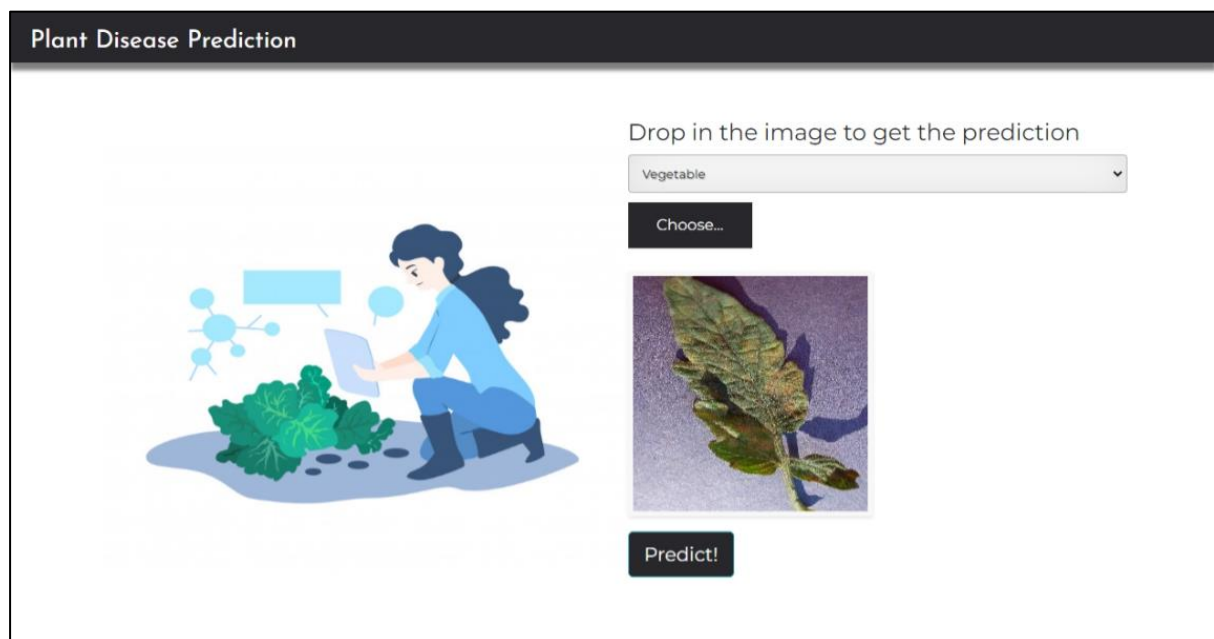 Plant Disease Prediction
Drop in the image to get the prediction
Vegetable
Choose...
Predict!